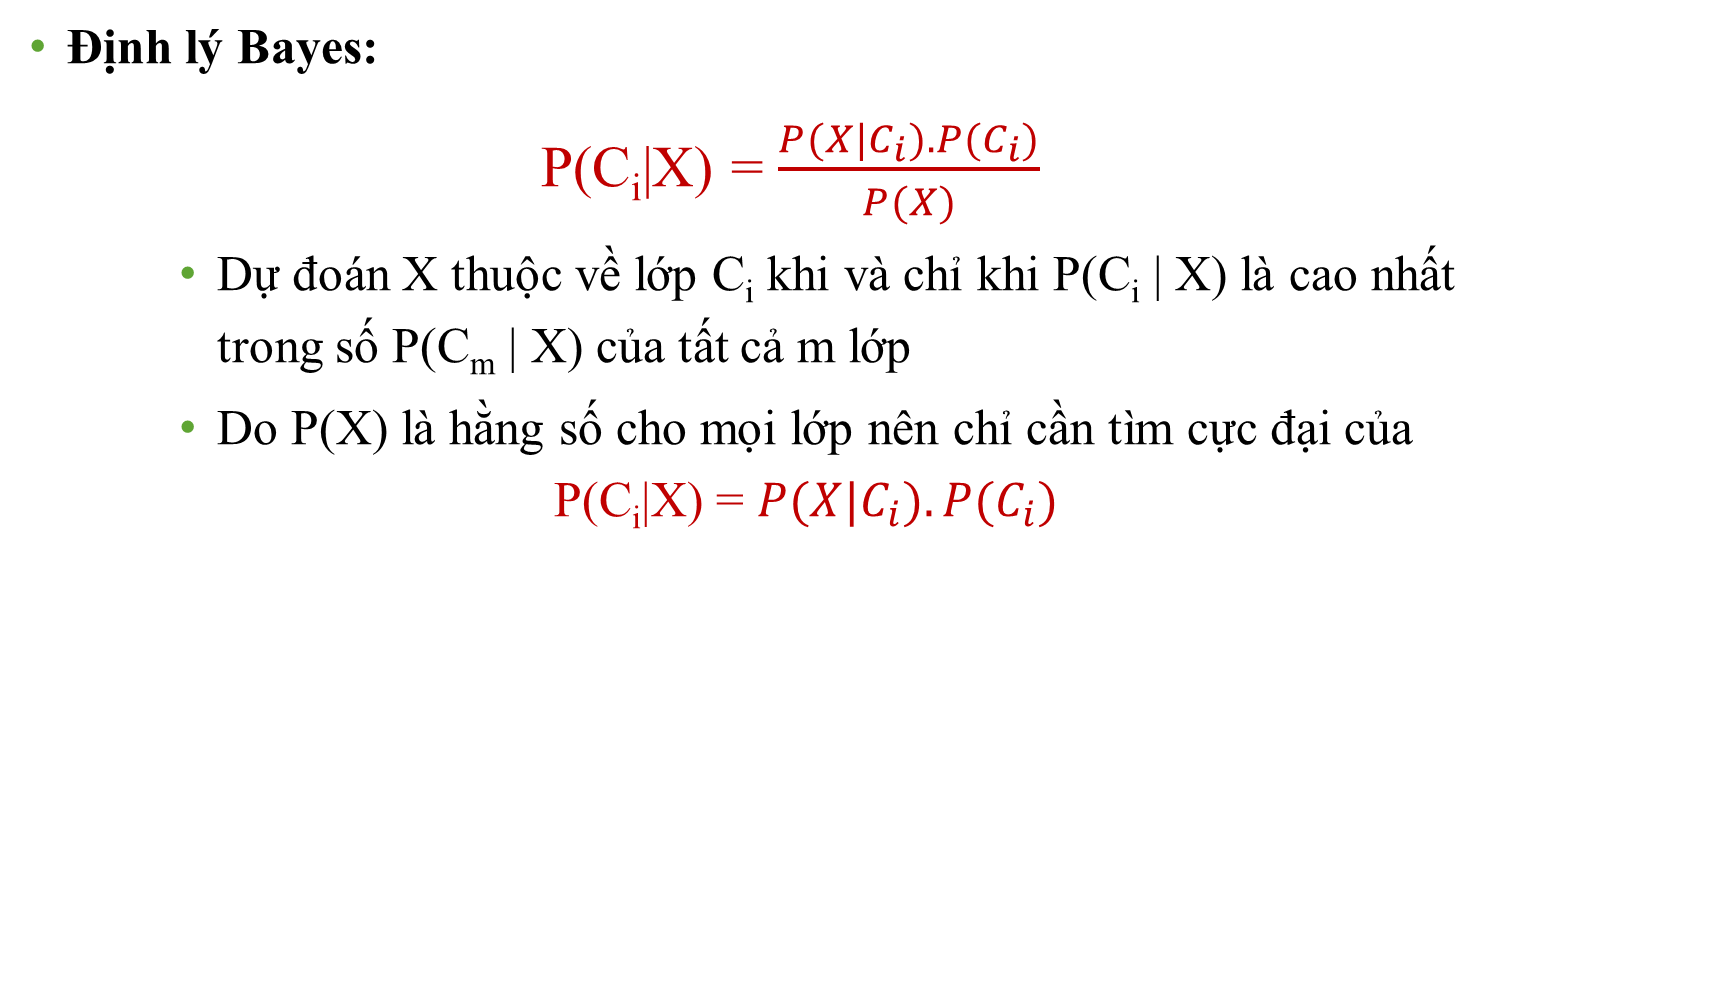 • Định lý Bayes:
P(Cᵢ|X) = P(X|Cᵢ).P(Cᵢ) / P(X)
• Dự đoán X thuộc về lớp Cᵢ khi và chỉ khi P(Cᵢ | X) là cao nhất
trong số P(Cₘ | X) của tất cả m lớp
• Do P(X) là hằng số cho mọi lớp nên chỉ cần tìm cực đại của
P(Cᵢ|X) = P(X|Cᵢ). P(Cᵢ)